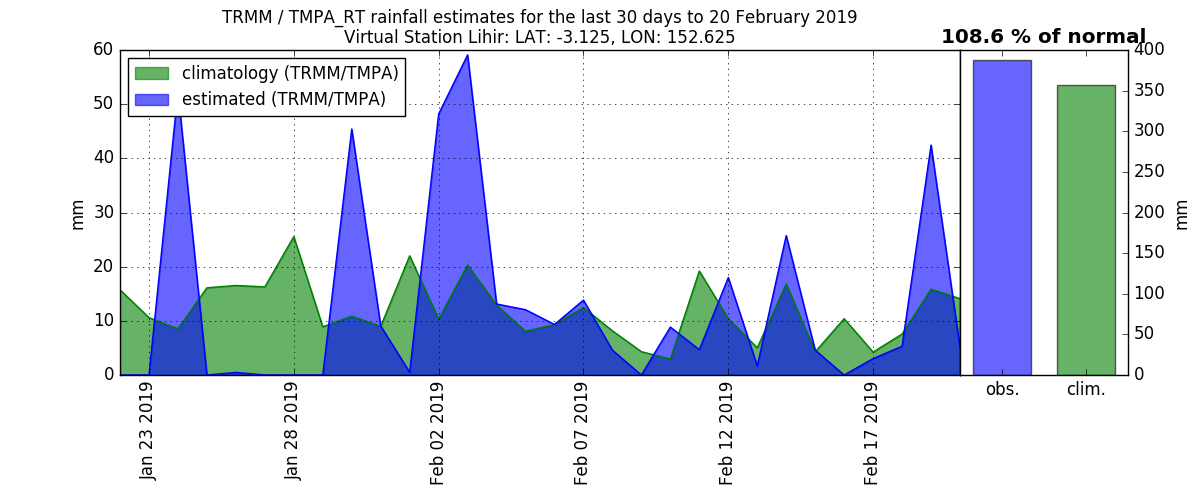 TRMM / TMPA_RT rainfall estimates for the last 30 days to 20 February 2019
Virtual Station Lihir: LAT: -3.125, LON: 152.625
108.6 % of normal
climatology (TRMM/TMPA)
estimated (TRMM/TMPA)
60
50
40
30
20
10
0
mm
Jan 23 2019
Jan 28 2019
Feb 02 2019
Feb 07 2019
Feb 12 2019
Feb 17 2019
obs.
clim.
400
350
300
250
200
150
100
50
0
mm